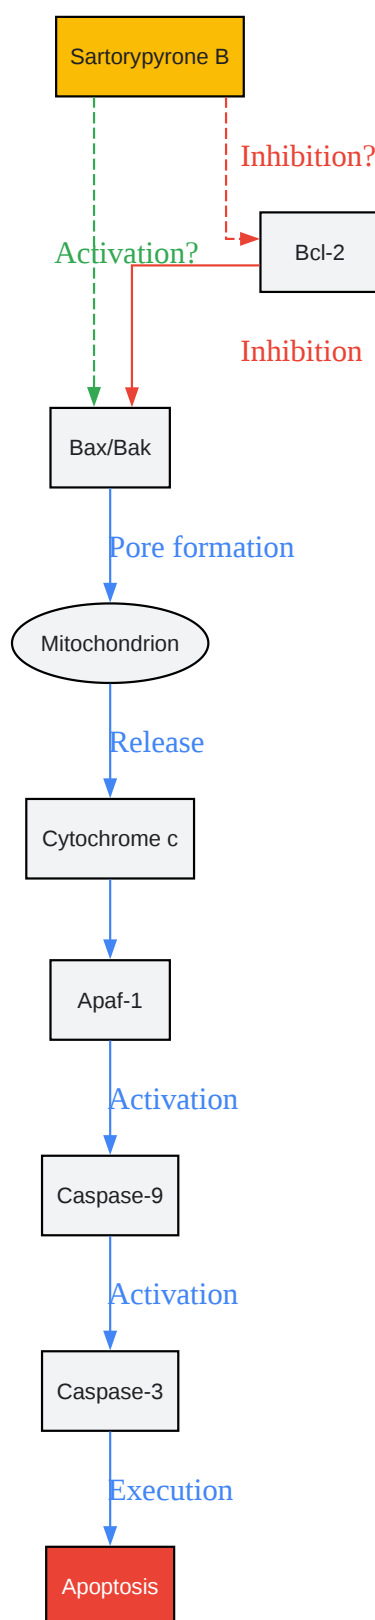 Sartorypyrone B
Inhibition?
Activation?
Bcl-2
Inhibition
Bax/Bak
Pore formation
Mitochondrion
Release
Cytochrome c
Apaf-1
Activation
Caspase-9
Activation
Caspase-3
Execution
Apoptosis